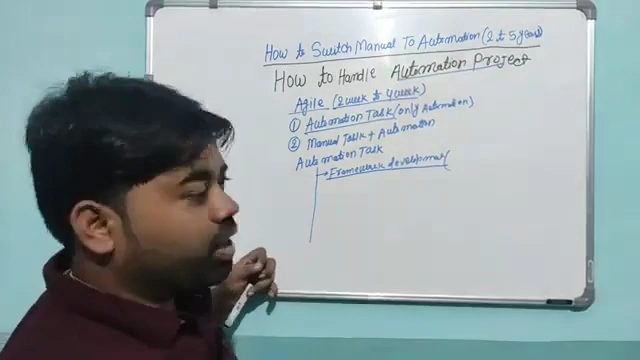 How to Switch Manual To Automation (2 to 5 years)
How to Handle Automation Project
Agile (2 week to 4 week)
① Automation Task (only Automation)
② Manual Task + Automation
Automation Task
→ Framework development